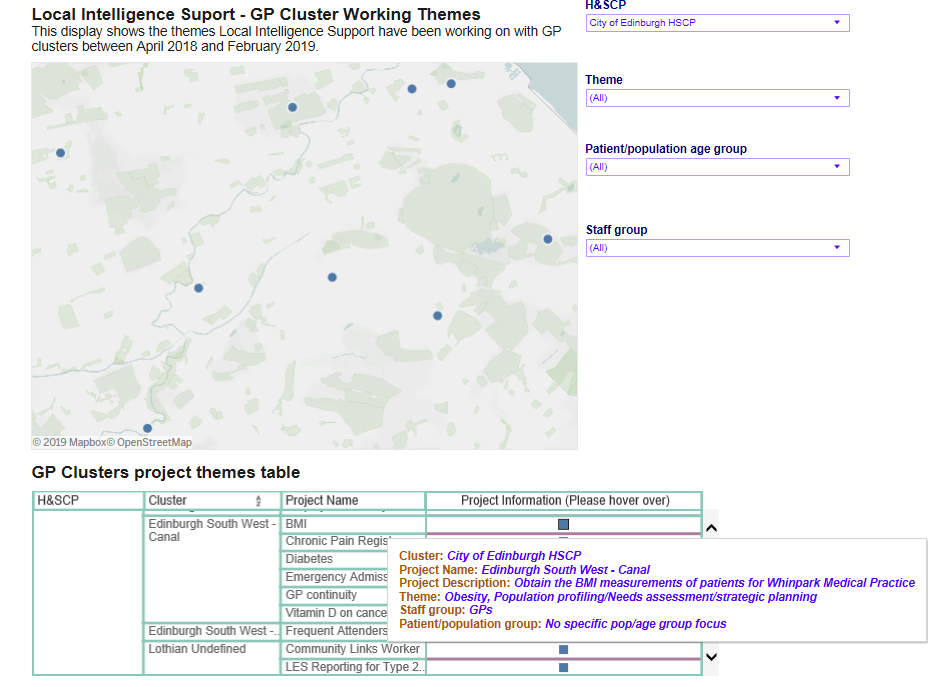 Local Intelligence Suport - GP Cluster Working Themes
This display shows the themes Local Intelligence Support have been working on with GP
clusters between April 2018 and February 2019.
H&SCP
City of Edinburgh HSCP
Theme
(All)
Patient/population age group
(All)
Staff group
(All)
© 2019 Mapbox© OpenStreetMap
GP Clusters project themes table
H&SCP Cluster Project Name Project Information (Please hover over)
Edinburgh South West - BMI
Canal
Chronic Pain Regis
Diabetes
Emergency Admiss
GP continuity
Vitamin D on cance
Edinburgh South West -.. Frequent Attenders
Lothian Undefined Community Links Worker
LES Reporting for Type 2..
Cluster: City of Edinburgh HSCP
Project Name: Edinburgh South West - Canal
Project Description: Obtain the BMI measurements of patients for Whinpark Medical Practice
Theme: Obesity, Population profiling/Needs assessment/strategic planning
Staff group: GPs
Patient/population group: No specific pop/age group focus